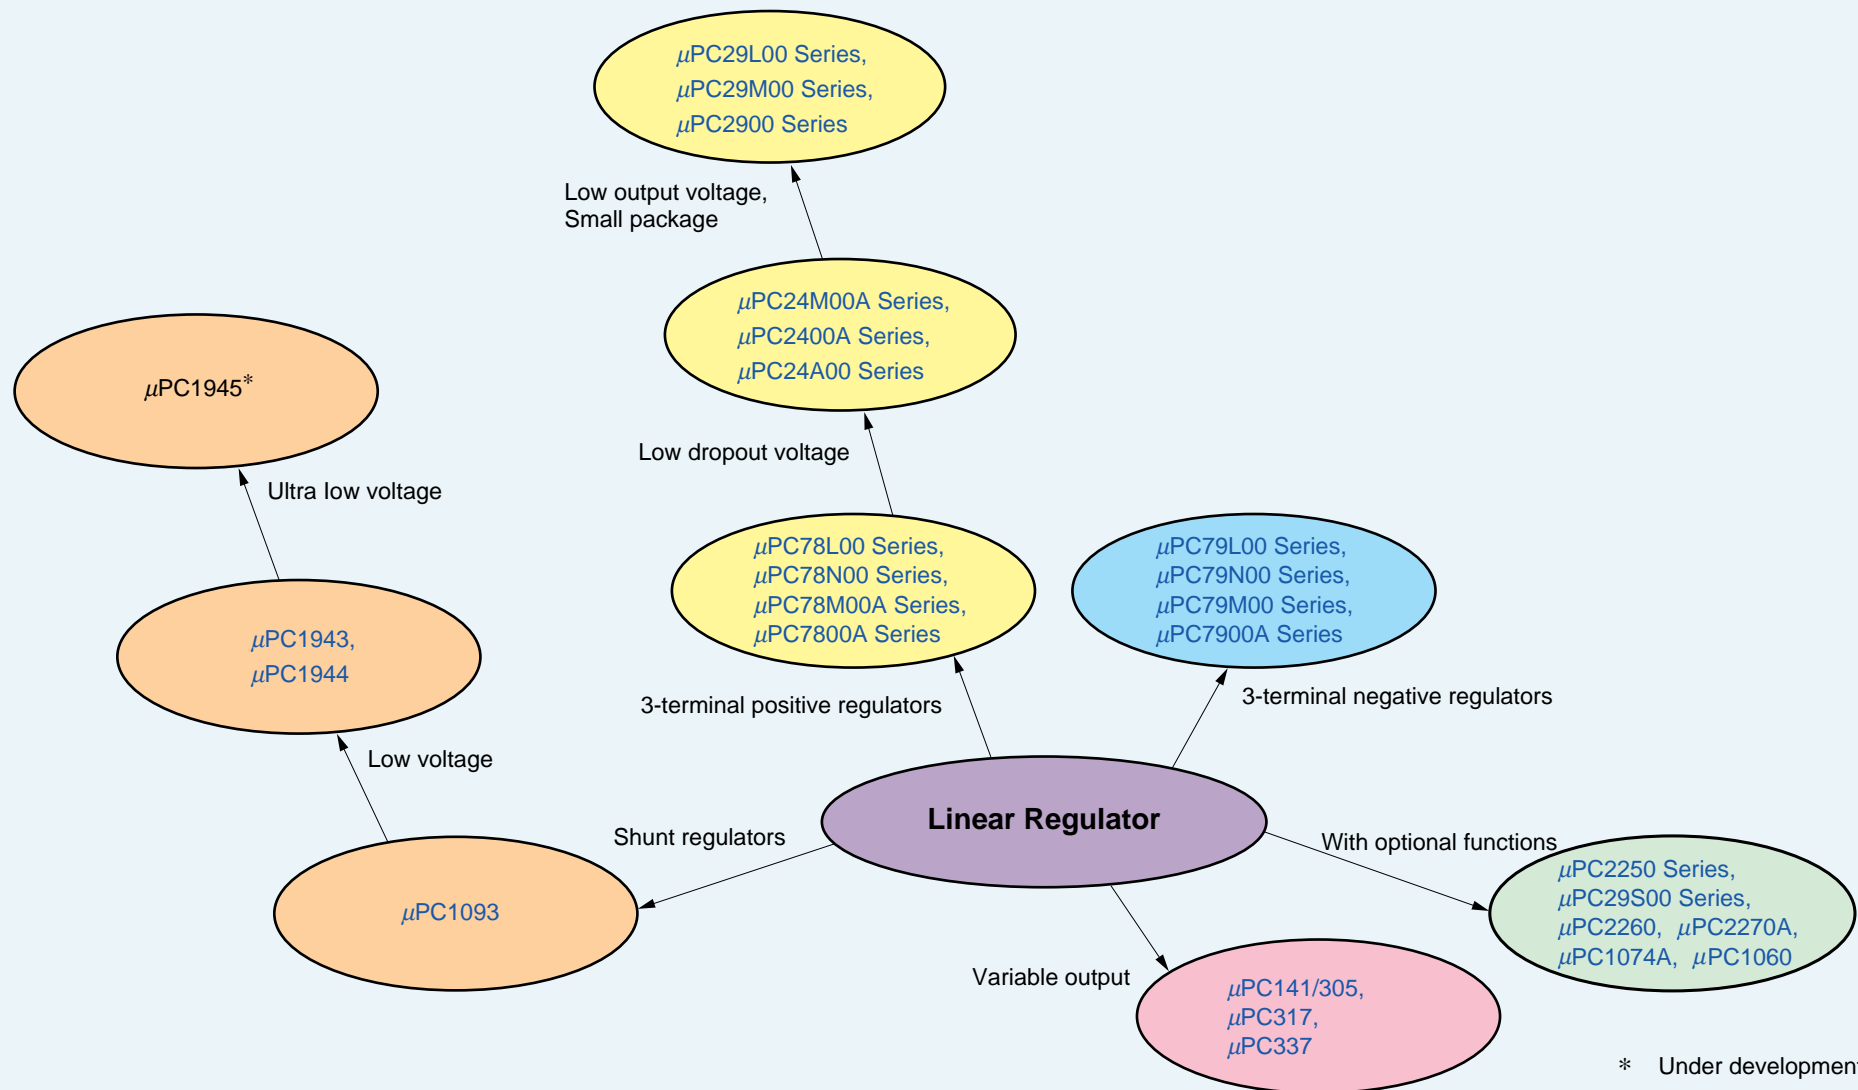 μPC29L00 Series,
μPC29M00 Series,
μPC2900 Series
Low output voltage,
Small package
μPC24M00A Series,
μPC2400A Series,
μPC24A00 Series
μPC1945*
Low dropout voltage
Ultra low voltage
μPC78L00 Series,
μPC78N00 Series,
μPC78M00A Series,
μPC7800A Series
μPC79L00 Series,
μPC79N00 Series,
μPC79M00 Series,
μPC7900A Series
μPC1943,
μPC1944
3-terminal positive regulators
3-terminal negative regulators
Low voltage
Linear Regulator
Shunt regulators
With optional functions
μPC1093
μPC2250 Series,
μPC29S00 Series,
μPC2260, μPC2270A,
μPC1074A, μPC1060
Variable output
μPC141/305,
μPC317,
μPC337
* Under development